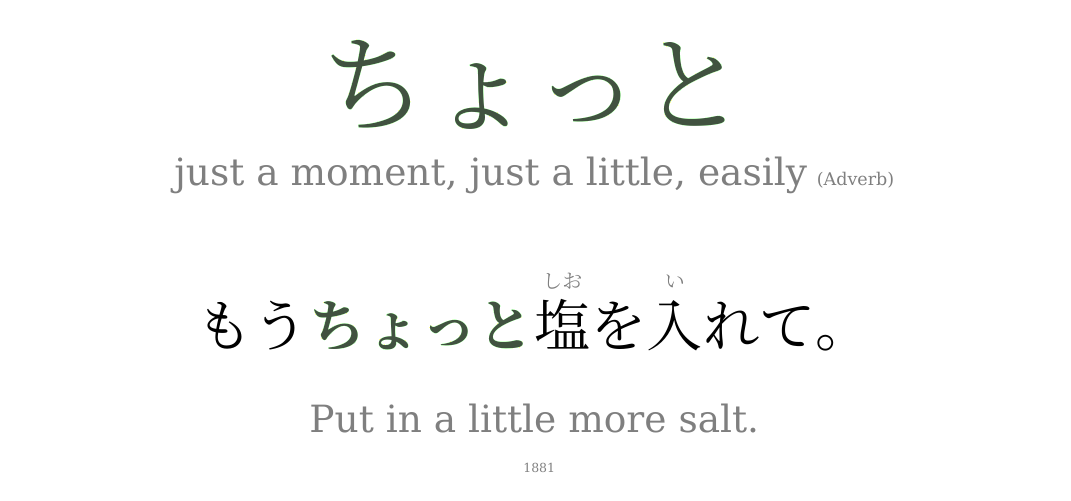 ちょっと
just a moment, just a little, easily (Adverb)
しお い
もうちょっと塩を入れて。
Put in a little more salt.
1881